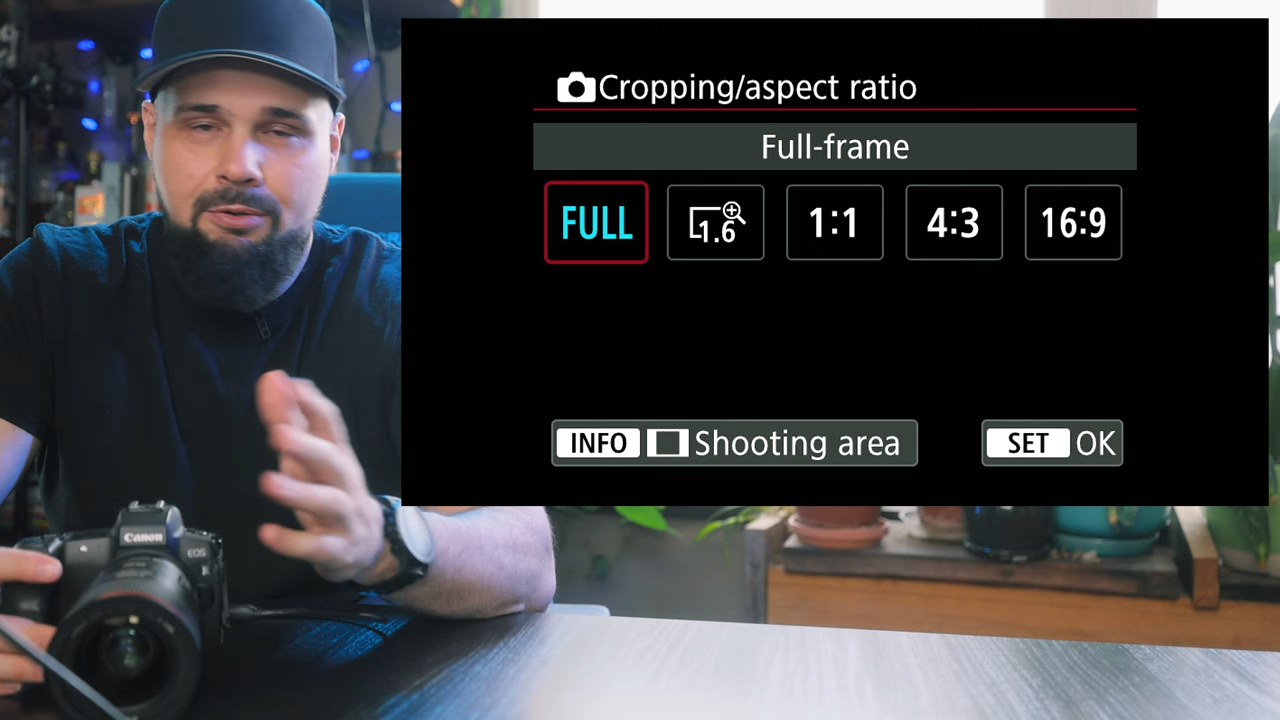 Cropping/aspect ratio
Full-frame
FULL 1.6 1:1 4:3 16:9
INFO Shooting area SET OK
Canon
EOS
R